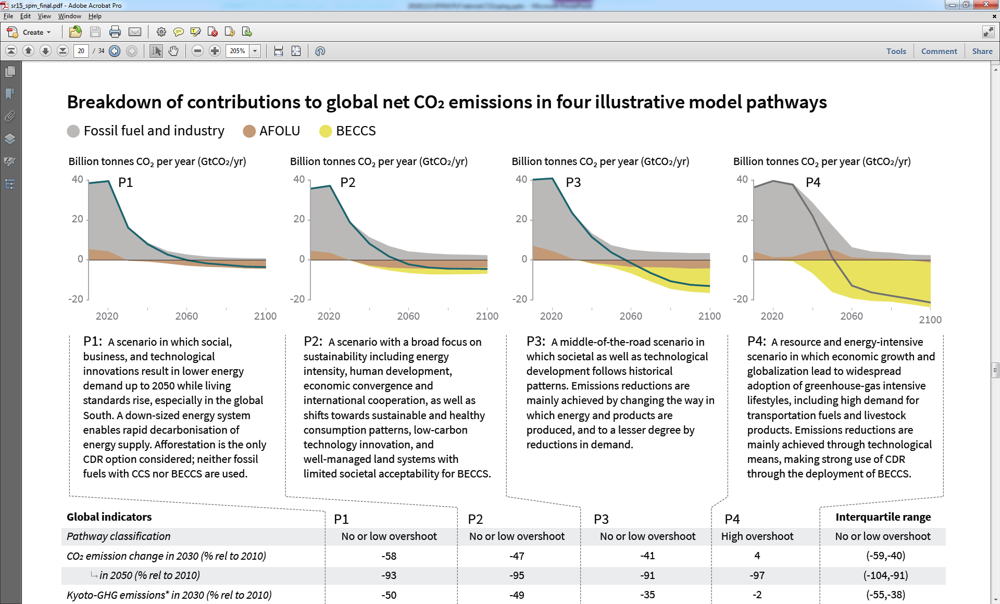 sr15_spm_final.pdf - Adobe Acrobat Pro
File Edit View Window Help
Create
20 / 34 205% Tools Comment Share
Breakdown of contributions to global net CO₂ emissions in four illustrative model pathways
Fossil fuel and industry AFOLU BECCS
Billion tonnes CO₂ per year (GtCO₂/yr) Billion tonnes CO₂ per year (GtCO₂/yr) Billion tonnes CO₂ per year (GtCO₂/yr) Billion tonnes CO₂ per year (GtCO₂/yr)
40 P1 40 P2 40 P3 40 P4
20 20 20 20
0 0 0 0
-20 -20 -20 -20
2020 2060 2100 2020 2060 2100 2020 2060 2100 2020 2060 2100
P1: A scenario in which social,
business, and technological
innovations result in lower energy
demand up to 2050 while living
standards rise, especially in the global
South. A down-sized energy system
enables rapid decarbonisation of
energy supply. Afforestation is the only
CDR option considered; neither fossil
fuels with CCS nor BECCS are used.
P2: A scenario with a broad focus on
sustainability including energy
intensity, human development,
economic convergence and
international cooperation, as well as
shifts towards sustainable and healthy
consumption patterns, low-carbon
technology innovation, and
well-managed land systems with
limited societal acceptability for BECCS.
P3: A middle-of-the-road scenario in
which societal as well as technological
development follows historical
patterns. Emissions reductions are
mainly achieved by changing the way in
which energy and products are
produced, and to a lesser degree by
reductions in demand.
P4: A resource and energy-intensive
scenario in which economic growth and
globalization lead to widespread
adoption of greenhouse-gas intensive
lifestyles, including high demand for
transportation fuels and livestock
products. Emissions reductions are
mainly achieved through technological
means, making strong use of CDR
through the deployment of BECCS.
Global indicators P1 P2 P3 P4 Interquartile range
Pathway classification No or low overshoot No or low overshoot No or low overshoot High overshoot No or low overshoot
CO₂ emission change in 2030 (% rel to 2010) -58 -47 -41 4 (-59,-40)
in 2050 (% rel to 2010) -93 -95 -91 -97 (-104,-91)
Kyoto-GHG emissions* in 2030 (% rel to 2010) -50 -49 -35 -2 (-55,-38)